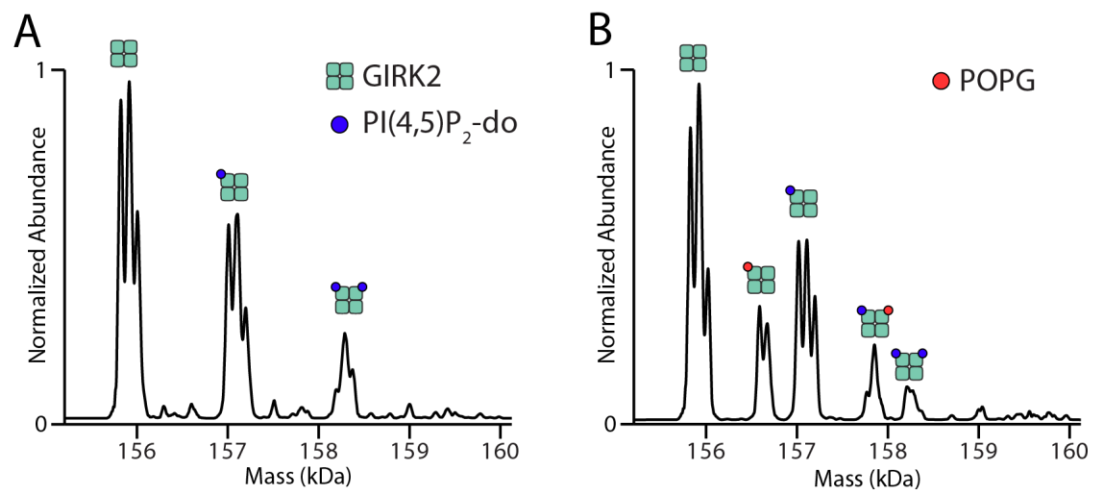 A
GIRK2
PI(4,5)P₂-do
Normalized Abundance
1
0
156 157 158 159 160
Mass (kDa)
B
POPG
Normalized Abundance
1
0
156 157 158 159 160
Mass (kDa)